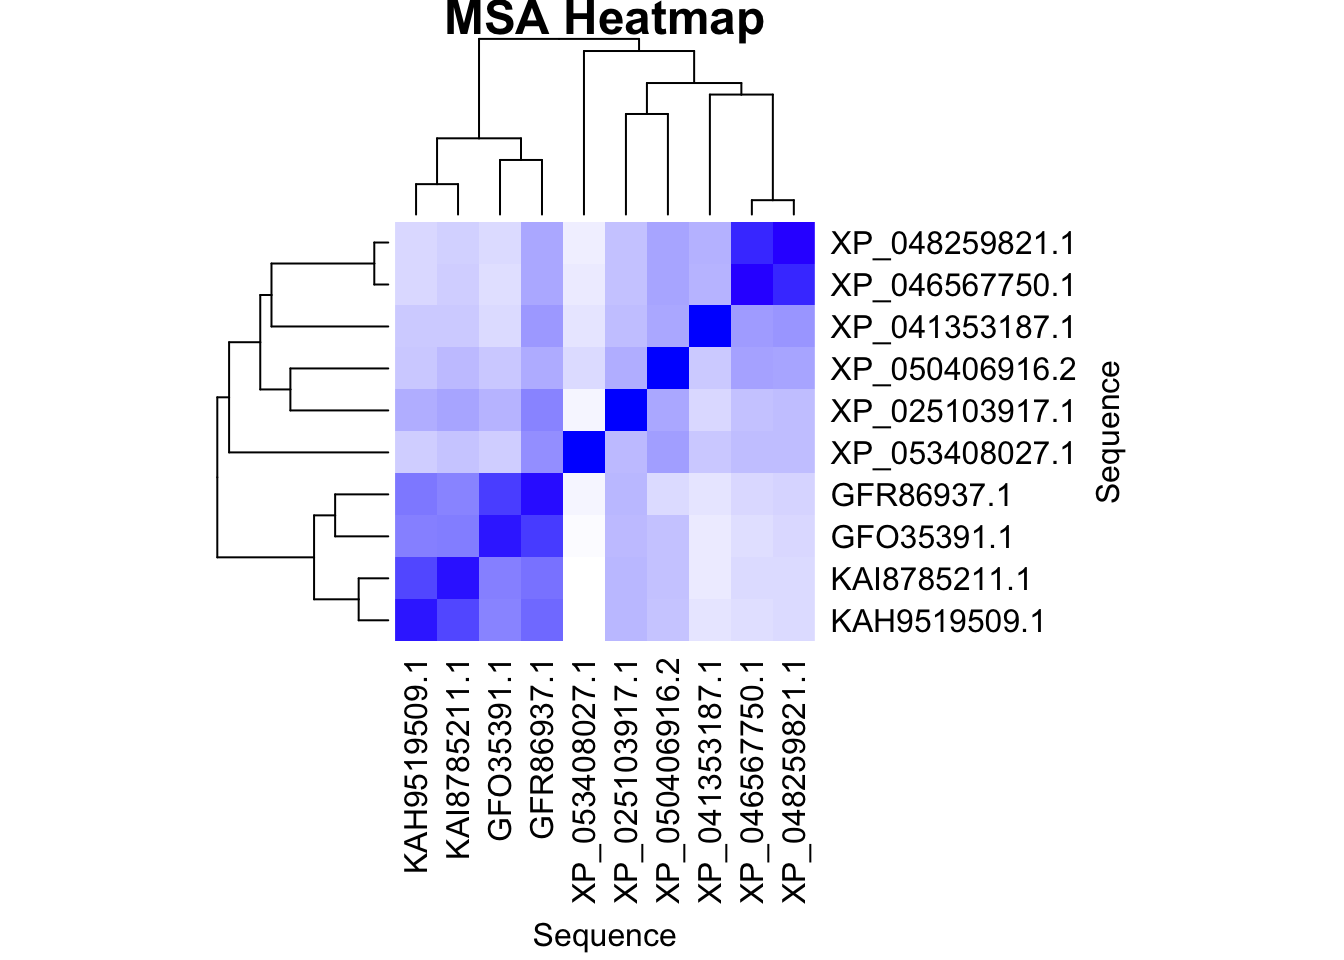 MSA Heatmap
XP_048259821.1
XP_046567750.1
XP_041353187.1
XP_050406916.2
XP_025103917.1
XP_053408027.1
GFR86937.1
GFO35391.1
KAI8785211.1
KAH9519509.1
Sequence
KAH9519509.1
KAI8785211.1
GFO35391.1
GFR86937.1
XP_053408027.1
XP_025103917.1
XP_050406916.2
XP_041353187.1
XP_046567750.1
XP_048259821.1
Sequence